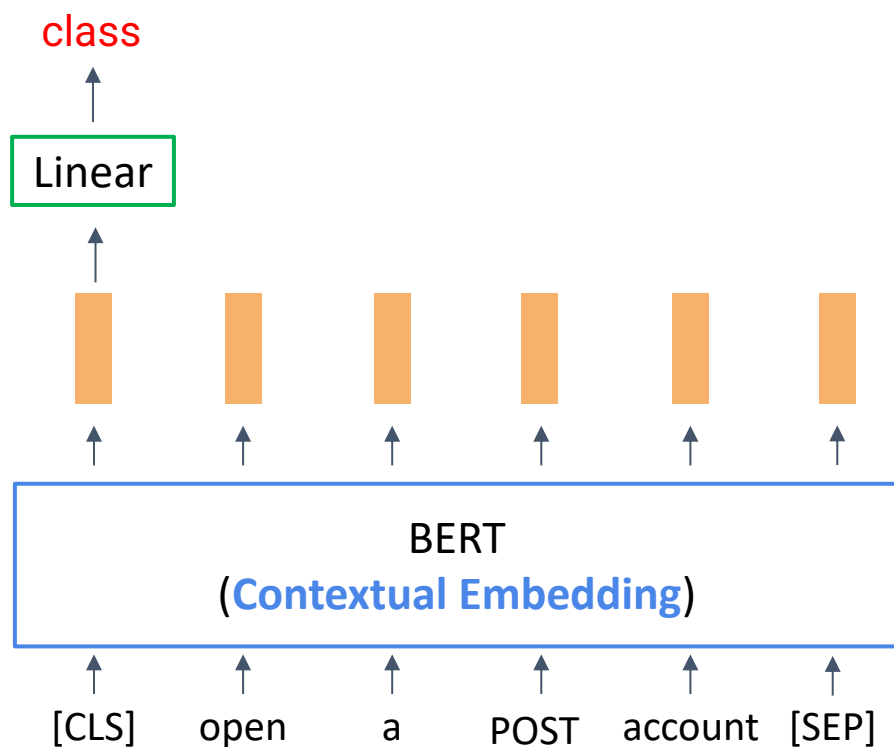 class
Linear
BERT
(Contextual Embedding)
[CLS] open a POST account [SEP]